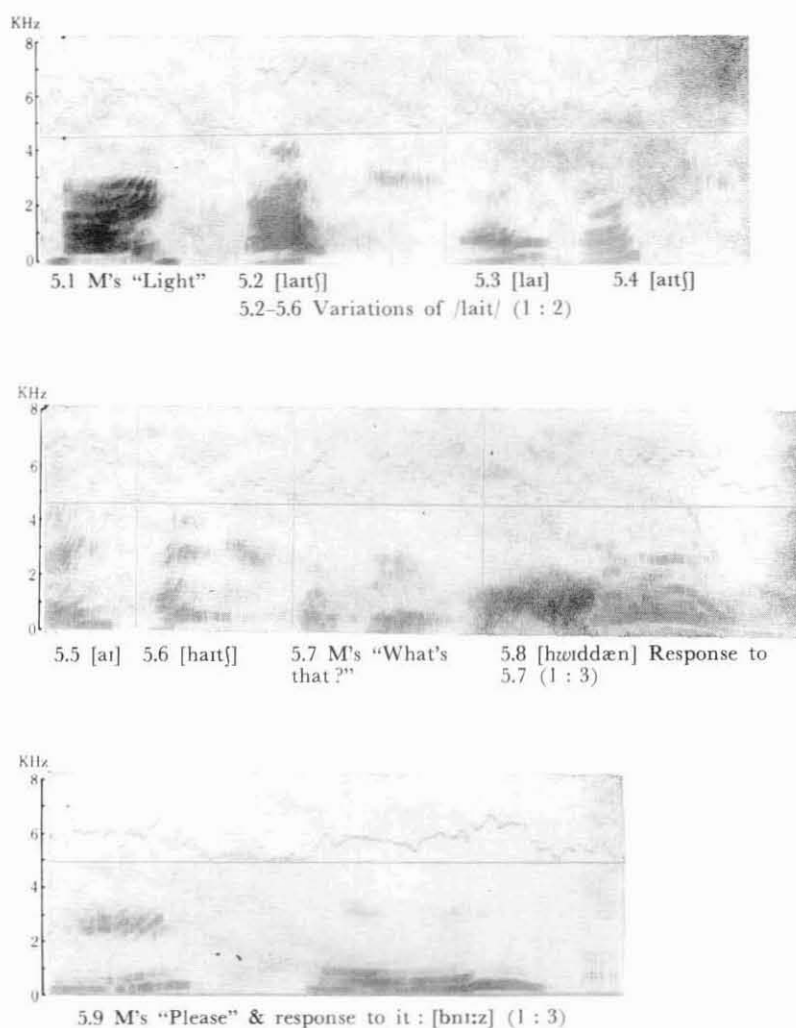 KHz
8
6
4
2
0
5.1 M's “Light” 5.2 [laɪtʃ] 5.3 [laɪ] 5.4 [aɪtʃ]
5.2–5.6 Variations of /lait/ (1 : 2)
KHz
8
6
4
2
0
5.5 [aɪ] 5.6 [haɪtʃ] 5.7 M's “What's that?” 5.8 [hwɪddæn] Response to 5.7 (1 : 3)
KHz
8
6
4
2
0
5.9 M's “Please” & response to it : [bnɪːz] (1 : 3)